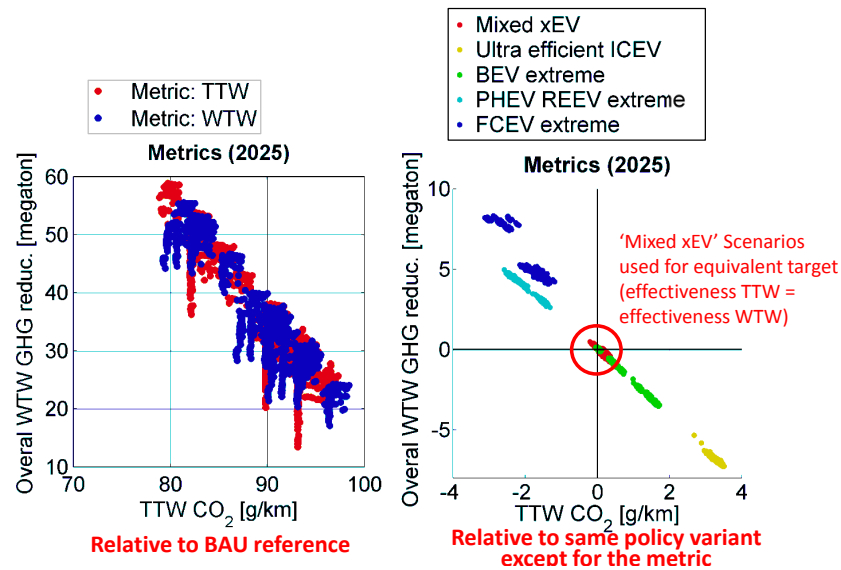 Metric: TTW
Metric: WTW
Metrics (2025)
Overal WTW GHG reduc. [megaton]
60
50
40
30
20
10
70
80
90
100
TTW CO2 [g/km]
Relative to BAU reference
Mixed xEV
Ultra efficient ICEV
BEV extreme
PHEV REEV extreme
FCEV extreme
Metrics (2025)
Overal WTW GHG reduc. [megaton]
10
5
0
-5
-4
-2
0
2
4
TTW CO2 [g/km]
'Mixed xEV' Scenarios
used for equivalent target
(effectiveness TTW =
effectiveness WTW)
Relative to same policy variant
except for the metric